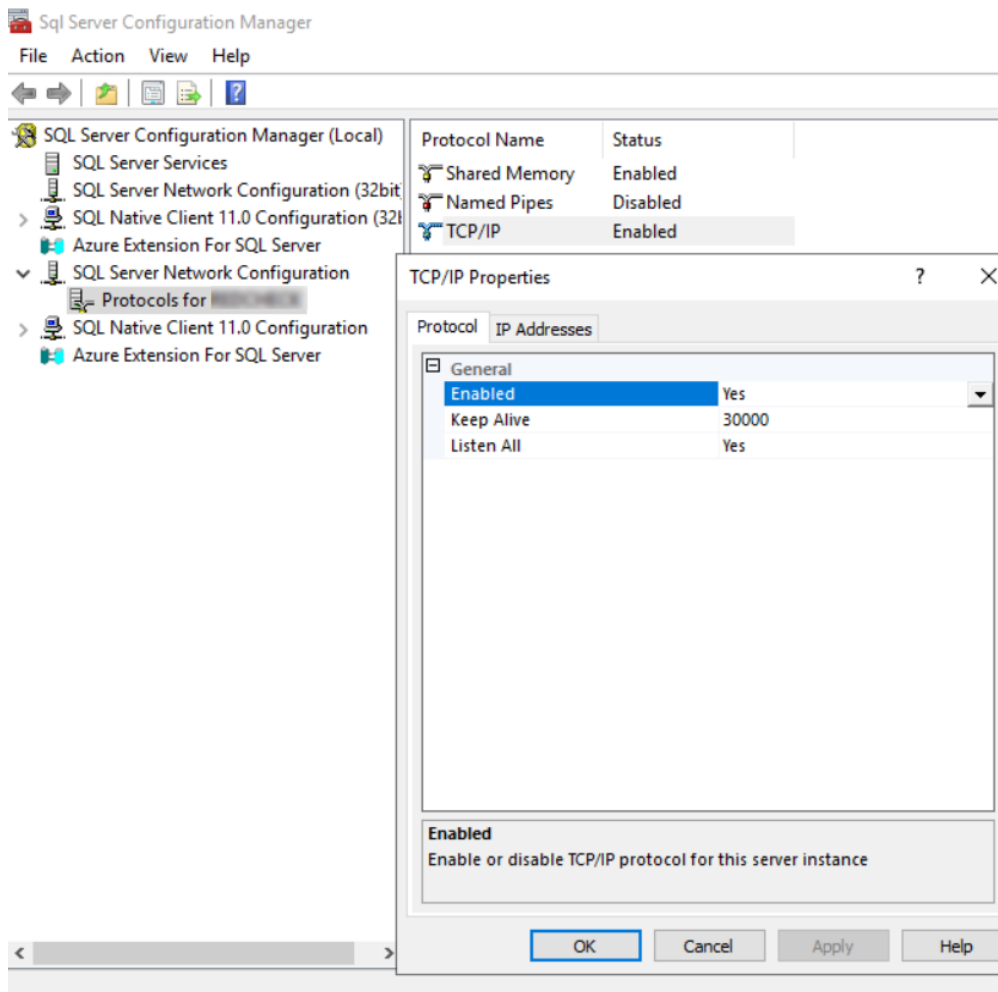 Sql Server Configuration Manager
File Action View Help
SQL Server Configuration Manager (Local)
SQL Server Services
SQL Server Network Configuration (32bit
SQL Native Client 11.0 Configuration (32
Azure Extension For SQL Server
SQL Server Network Configuration
Protocols for
SQL Native Client 11.0 Configuration
Azure Extension For SQL Server
Protocol Name Status
Shared Memory Enabled
Named Pipes Disabled
TCP/IP Enabled
TCP/IP Properties ?
Protocol IP Addresses
General
Enabled Yes
Keep Alive 30000
Listen All Yes
Enabled
Enable or disable TCP/IP protocol for this server instance
OK Cancel Apply Help